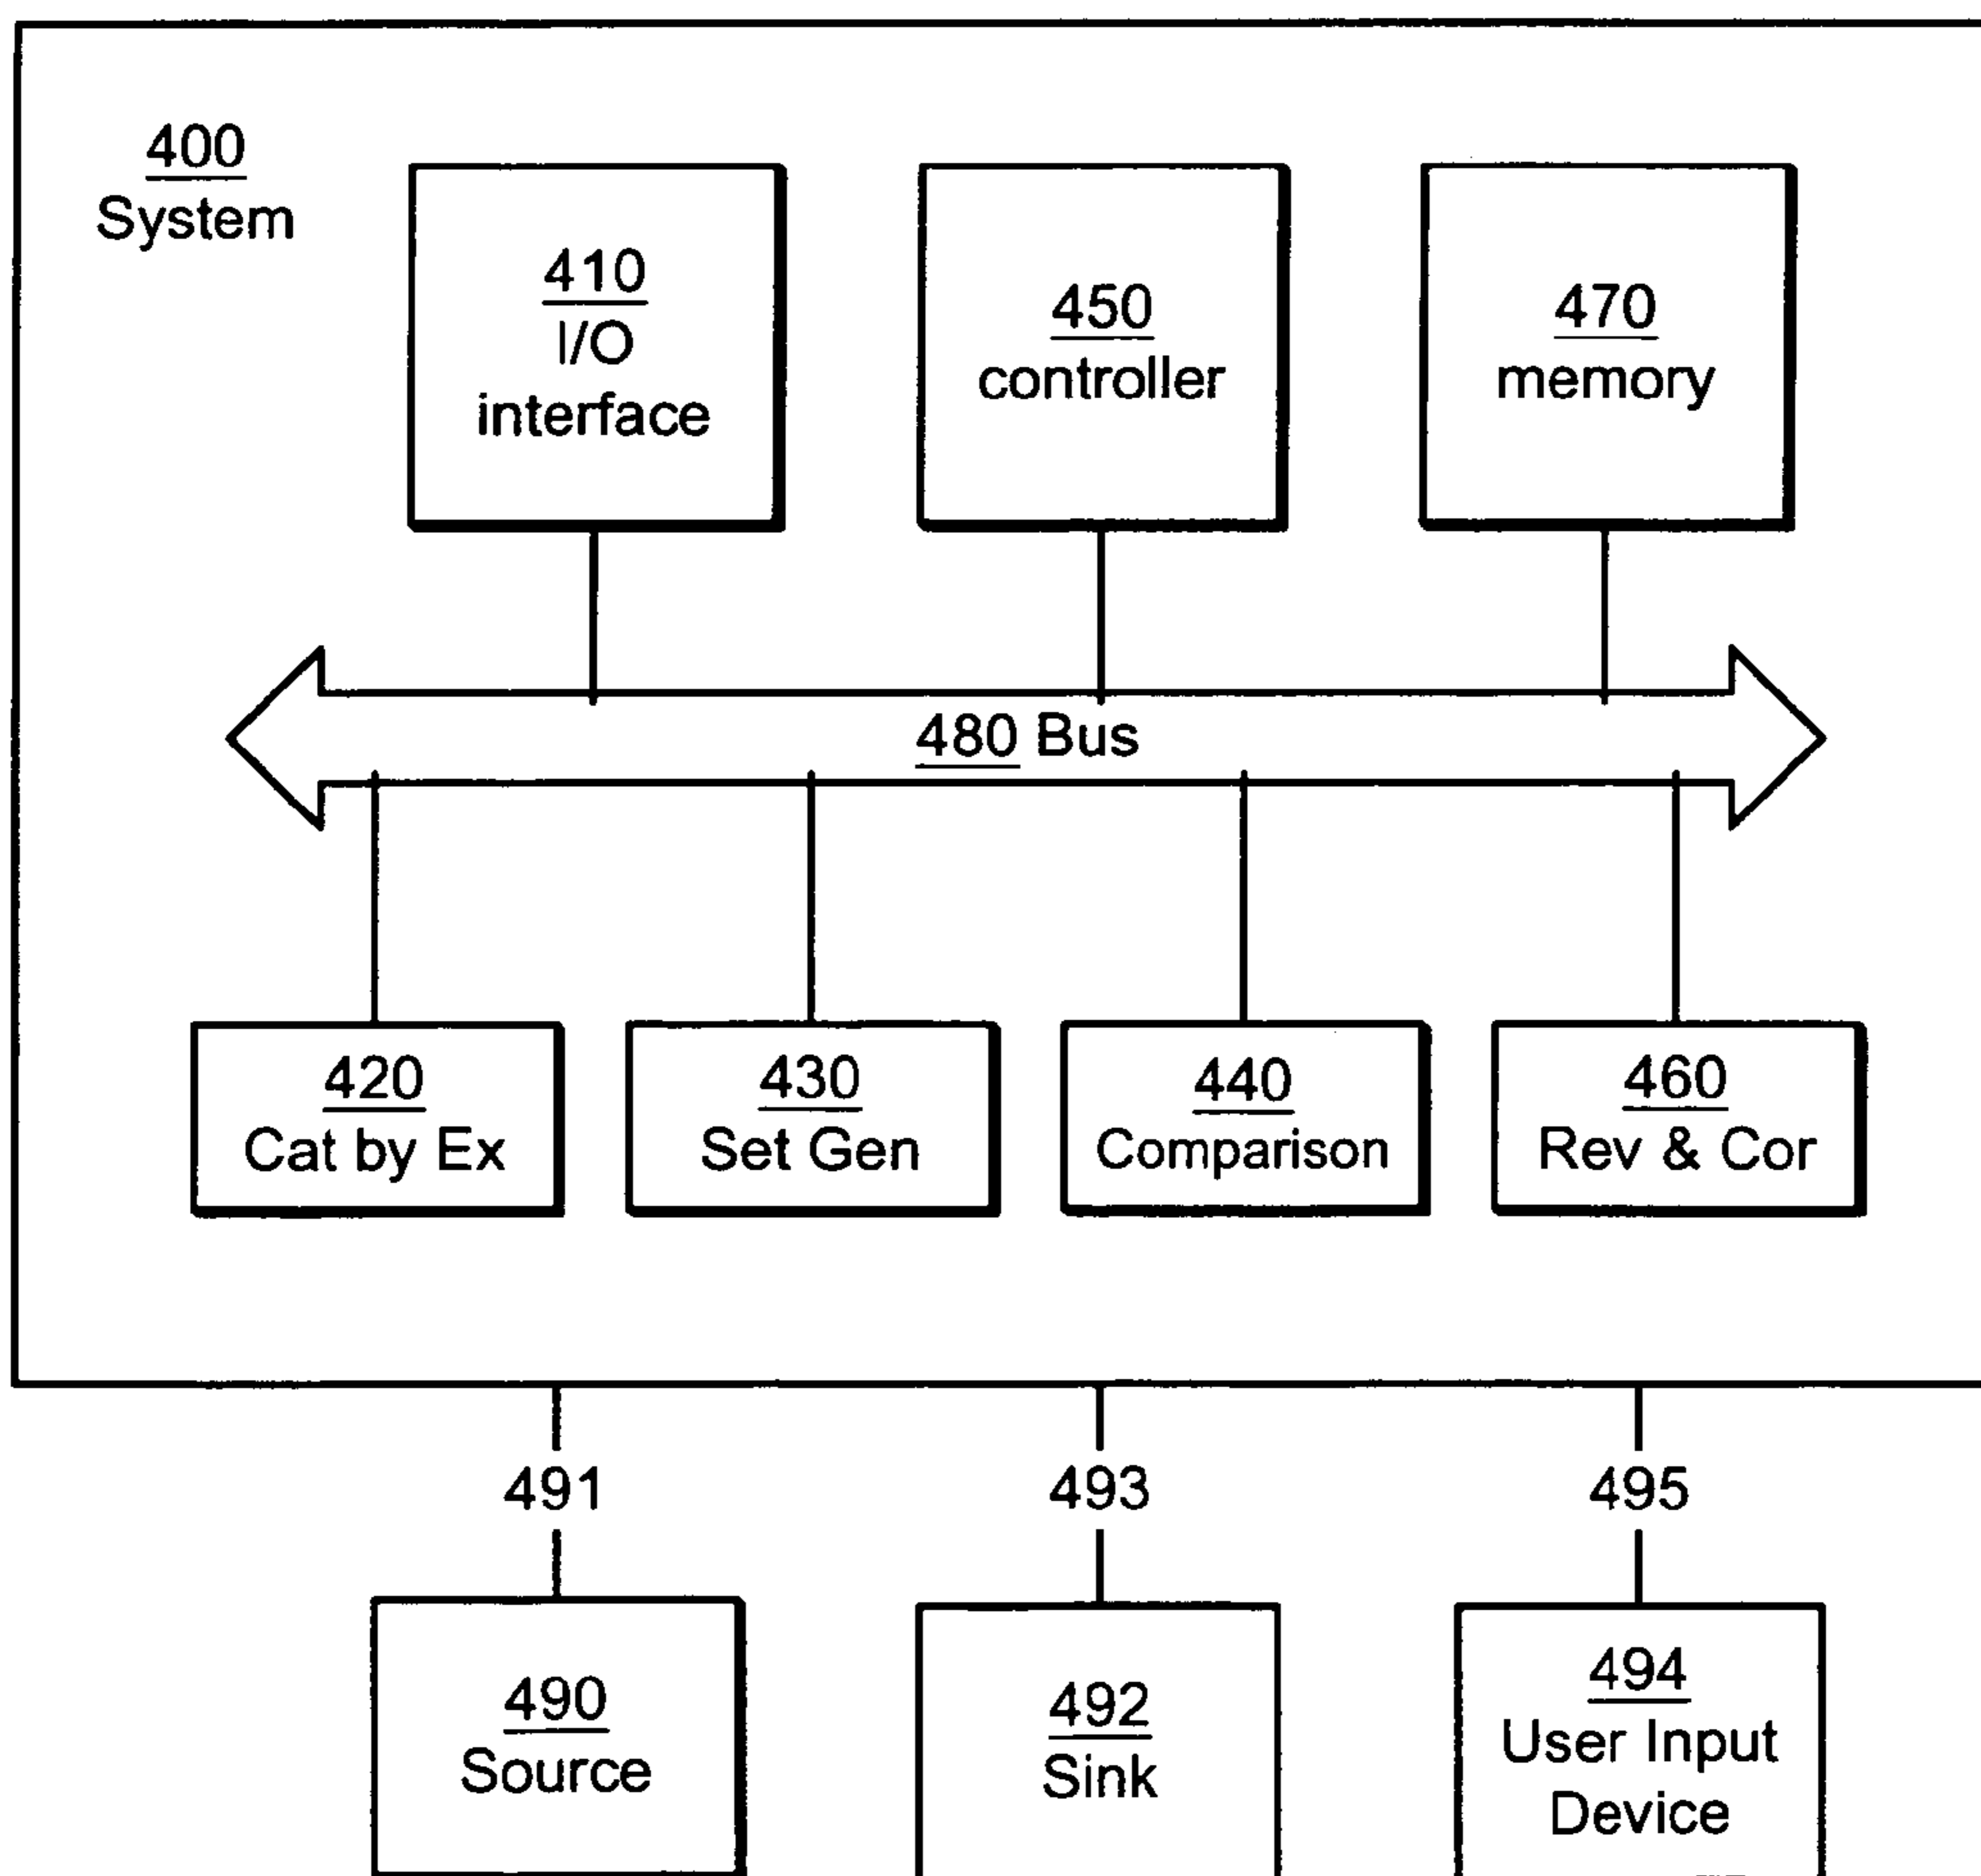 400
System
410
I/O
interface
450
controller
470
memory
480 Bus
420
Cat by Ex
430
Set Gen
440
Comparison
460
Rev & Cor
491
493
495
490
Source
492
Sink
494
User Input
Device